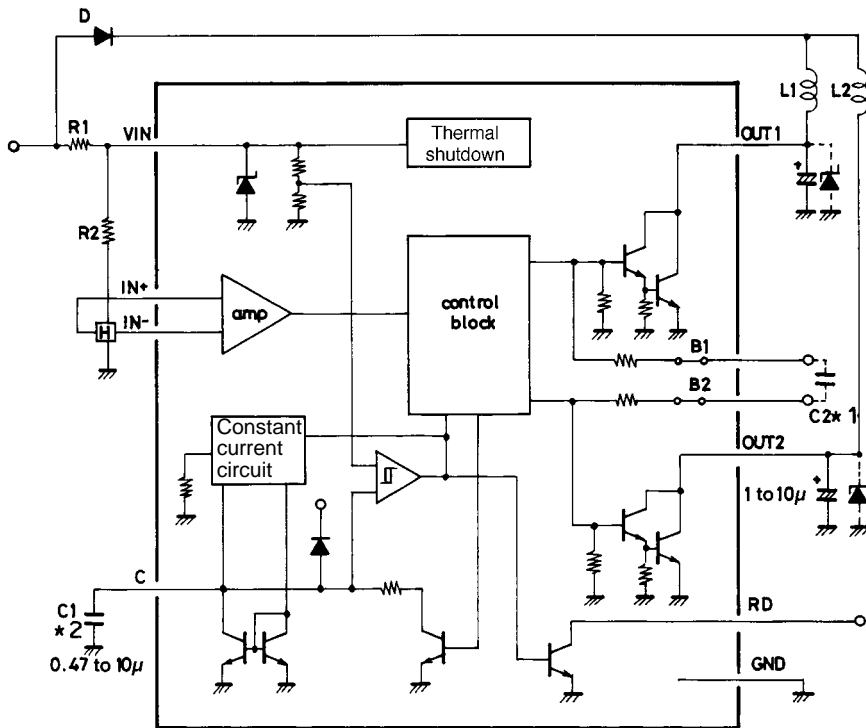 D
L1
L2
R1
VIN
Thermal
shutdown
OUT1
+
R2
IN+
IN-
H
amp
control
block
B1
B2
C2* 1
Constant
current
circuit
OUT2
+
1 to 10µ
C
C1
*2
0.47 to 10µ
RD
GND